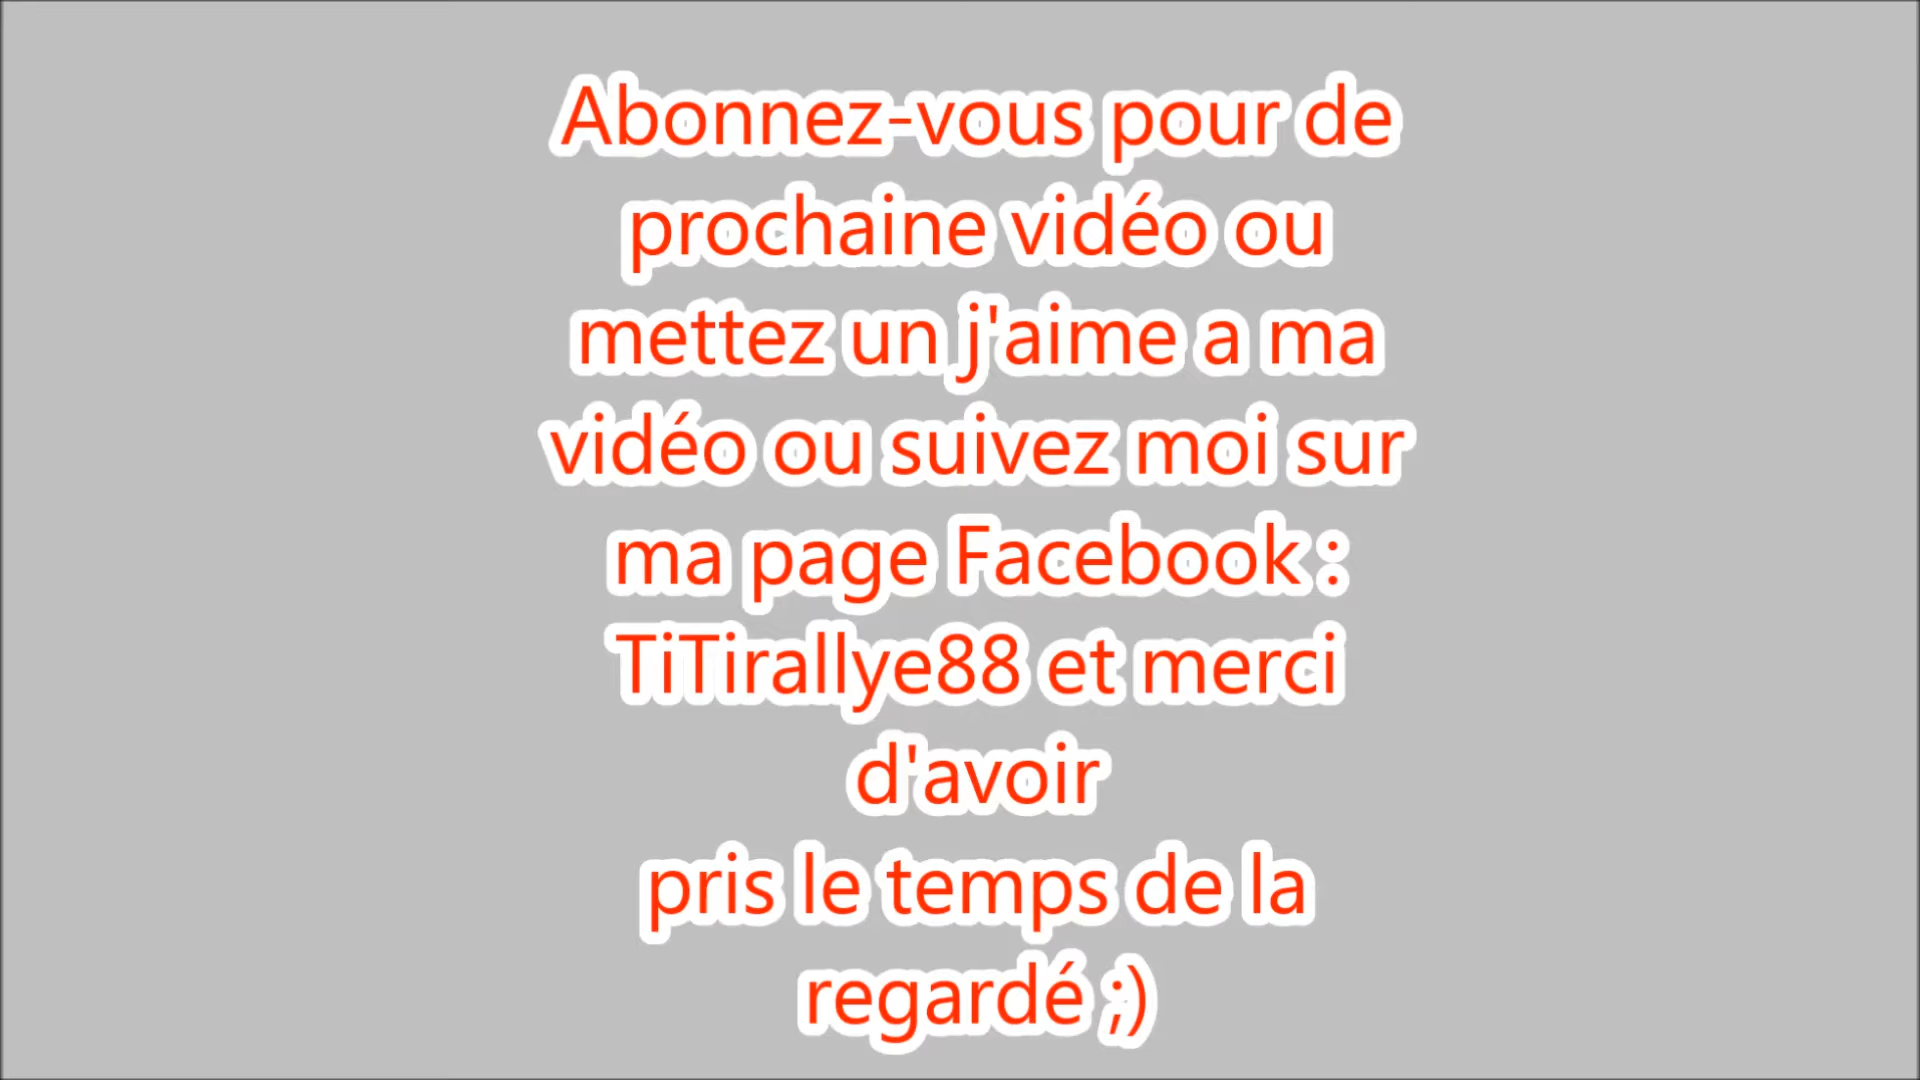 Abonnez-vous pour de
prochaine vidéo ou
mettez un j'aime a ma
vidéo ou suivez moi sur
ma page Facebook :
TiTirallye88 et merci
d'avoir
pris le temps de la
regardé ;)